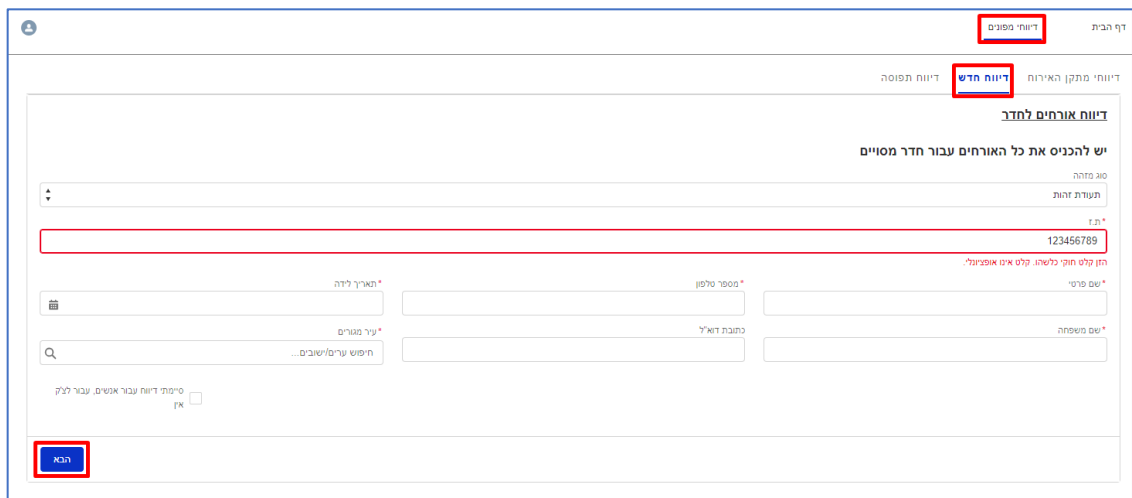 דף הבית
דיווחי מפונים
דיווחי מתקן האירוח
דיווח חדש
דיווח תפוסה
דיווח אורחים לחדר
יש להכניס את כל האורחים עבור חדר מסויים
סוג מזהה
תעודת זהות
*ת.ז
123456789
הזן קלט חוקי כלשהו. קלט אינו אופציונלי.
*שם פרטי
*מספר טלפון
*תאריך לידה
*שם משפחה
כתובת דוא"ל
*עיר מגורים
חיפוש ערים/ישובים...
סיימתי דיווח עבור אנשים, עבור לצ'ק
אין
הבא